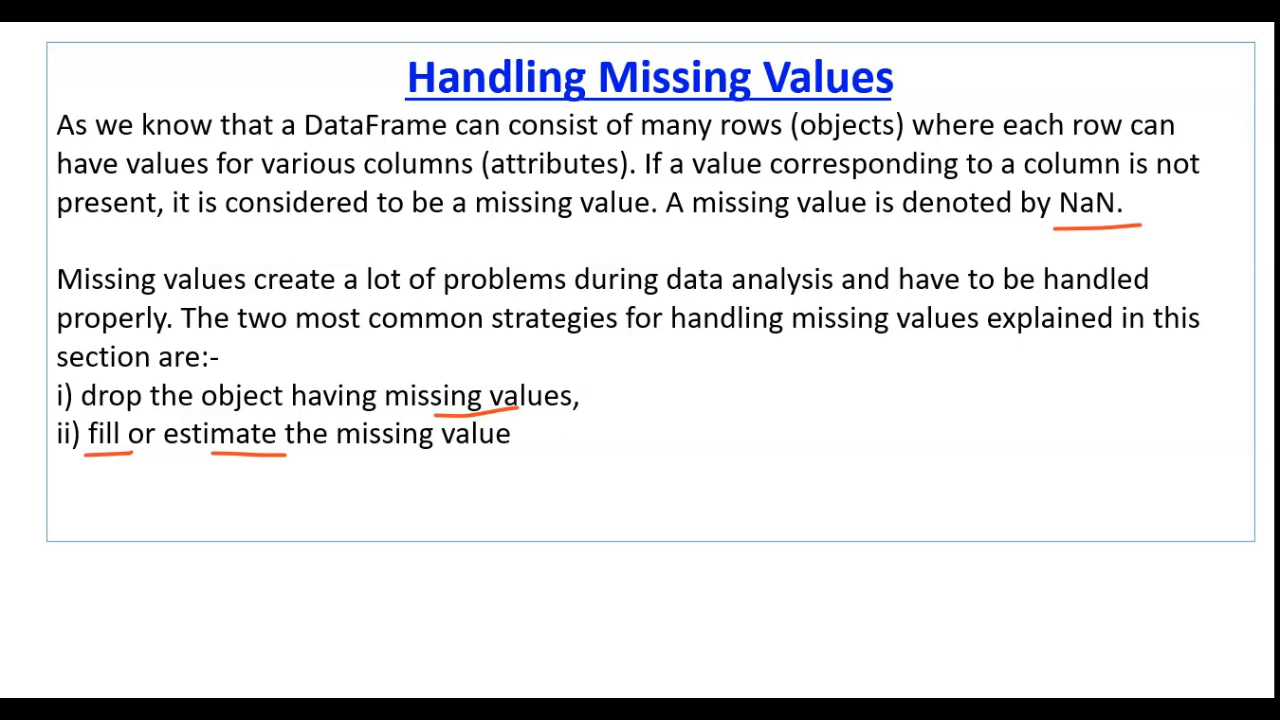 Handling Missing Values
As we know that a DataFrame can consist of many rows (objects) where each row can
have values for various columns (attributes). If a value corresponding to a column is not
present, it is considered to be a missing value. A missing value is denoted by NaN.
Missing values create a lot of problems during data analysis and have to be handled
properly. The two most common strategies for handling missing values explained in this
section are:-
i) drop the object having missing values,
ii) fill or estimate the missing value